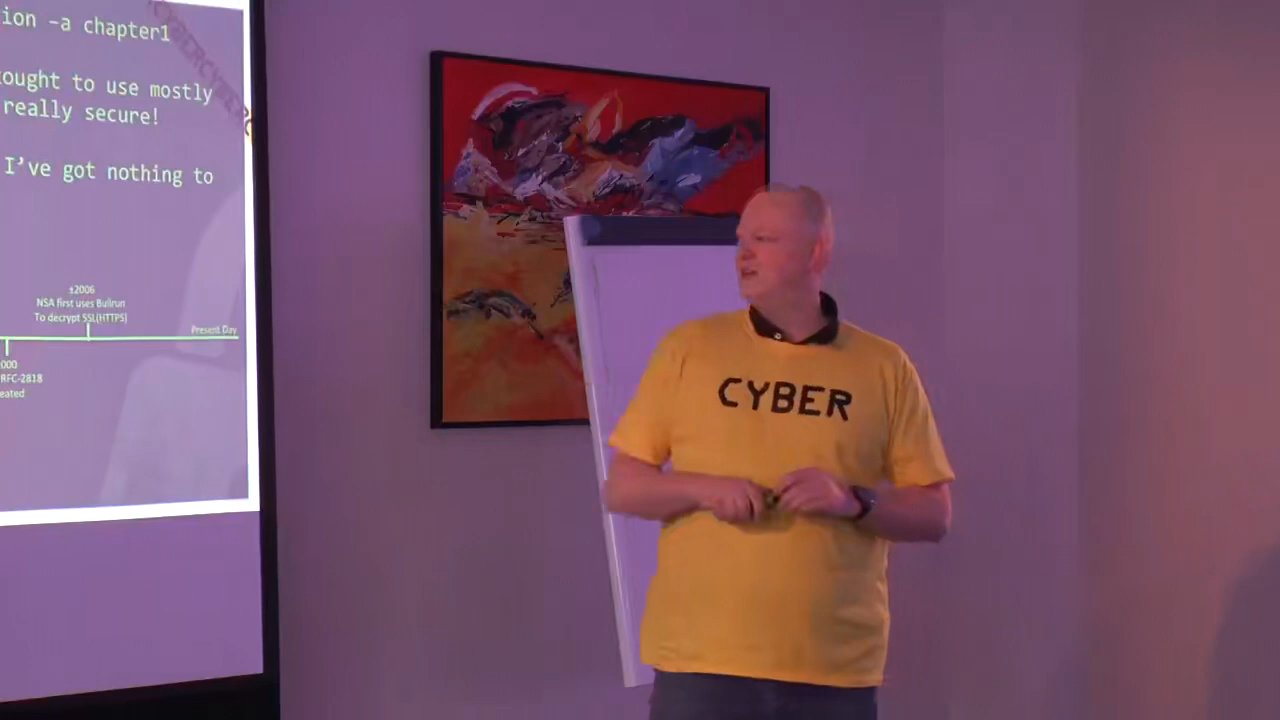 ion –a chapter1
ought to use mostly
really secure!
I've got nothing to
±2006
NSA first uses Bullrun
To decrypt SSL(HTTPS)
Present Day
000
RFC-2818
eated
CYBER